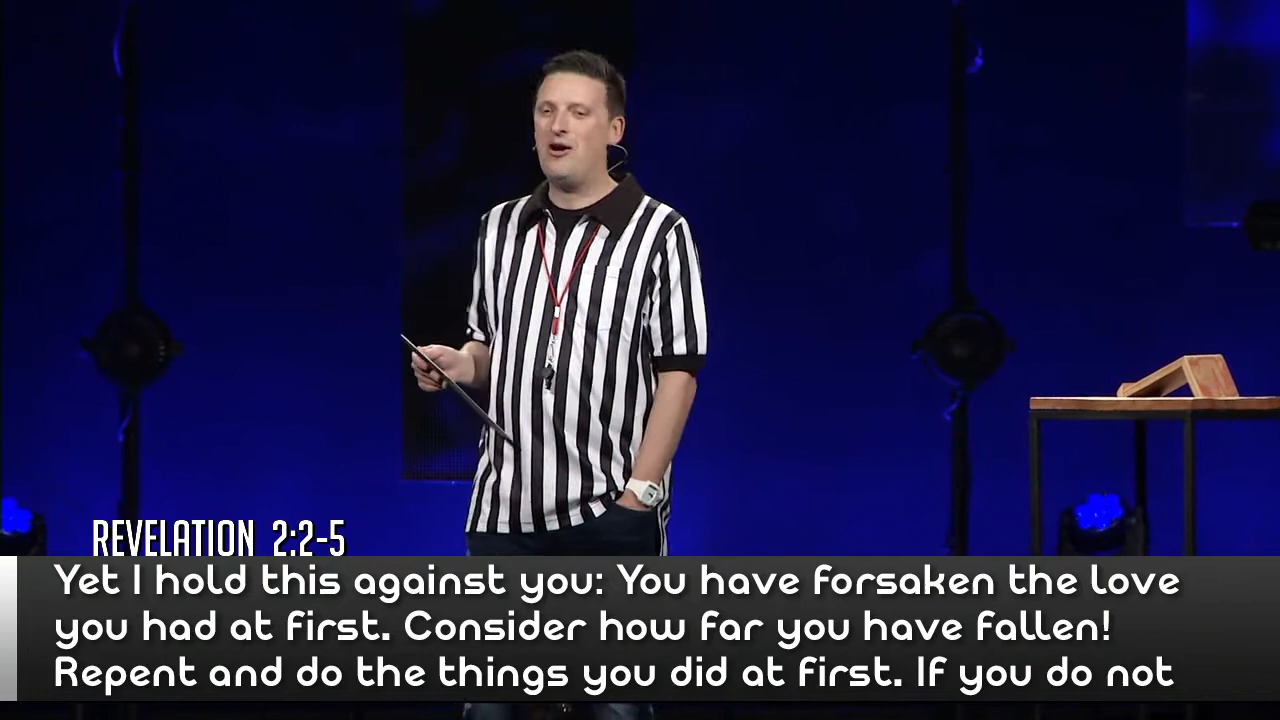 REVELATION 2:2-5
Yet I hold this against you: You have forsaken the love
you had at first. Consider how far you have fallen!
Repent and do the things you did at first. If you do not